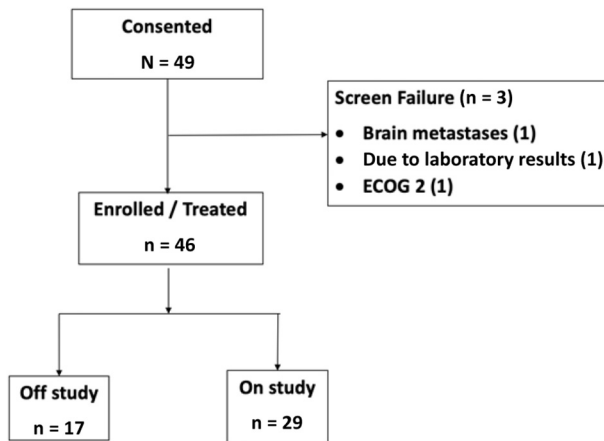 Consented
N = 49
Screen Failure (n = 3)
• Brain metastases (1)
• Due to laboratory results (1)
• ECOG 2 (1)
Enrolled / Treated
n = 46
Off study
n = 17
On study
n = 29